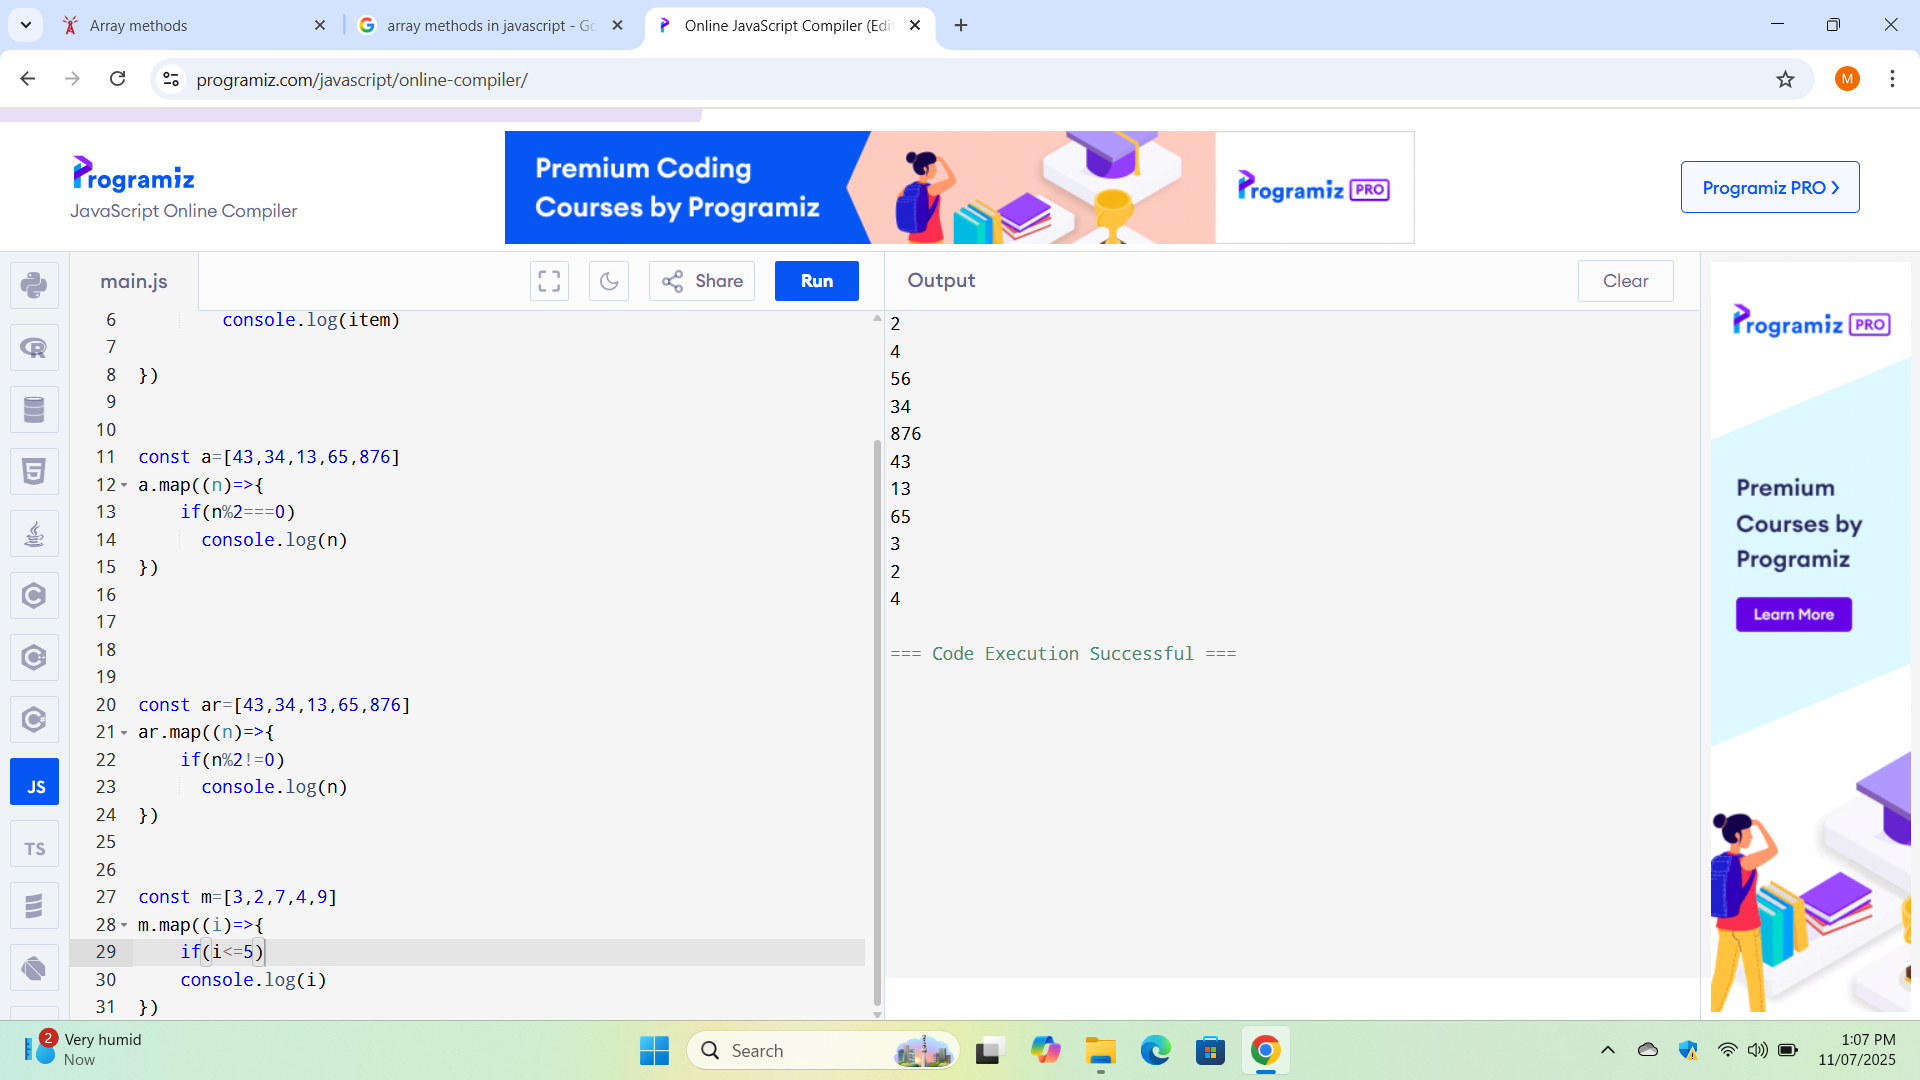 Array methods
array methods in javascript - Go
Online JavaScript Compiler (Edi
programiz.com/javascript/online-compiler/
M
Programiz
JavaScript Online Compiler
Premium Coding
Courses by Programiz
Programiz PRO
Programiz PRO ❯
main.js
Share
Run
Output
Clear
6 console.log(item)
7
8 })
9
10
11 const a=[43,34,13,65,876]
12 a.map((n)=>{
13 if(n%2===0)
14 console.log(n)
15 })
16
17
18
19
20 const ar=[43,34,13,65,876]
21 ar.map((n)=>{
22 if(n%2!=0)
23 console.log(n)
24 })
25
26
27 const m=[3,2,7,4,9]
28 m.map((i)=>{
29 if(i<=5)
30 console.log(i)
31 })
JS
TS
2
4
56
34
876
43
13
65
3
2
4
=== Code Execution Successful ===
Programiz PRO
Premium
Courses by
Programiz
Learn More
2
Very humid
Now
Search
1:07 PM
11/07/2025